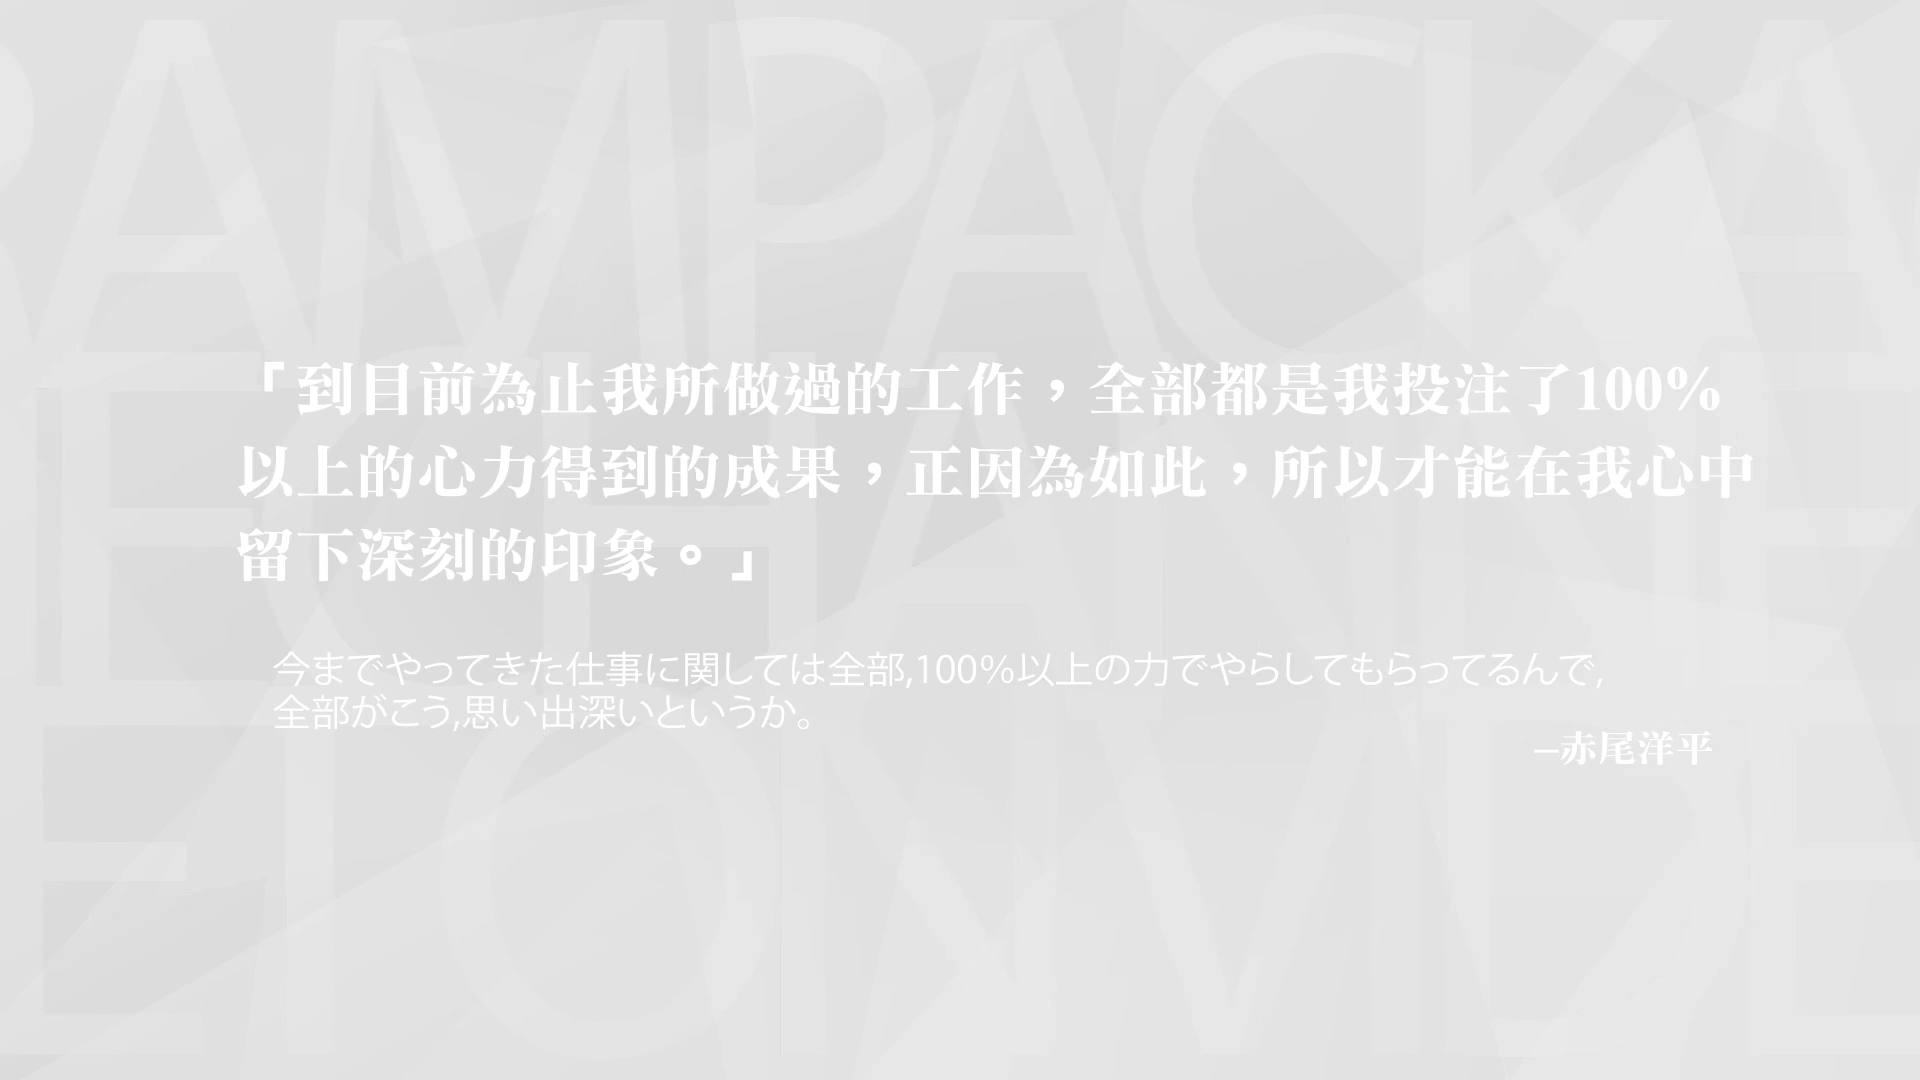 「到目前為止我所做過的工作，全部都是我投注了100%
以上的心力得到的成果，正因為如此，所以才能在我心中
留下深刻的印象。」
今までやってきた仕事に関しては全部,100%以上の力でやらしてもらってるんで,
全部がこう,思い出深いというか。
—赤尾洋平